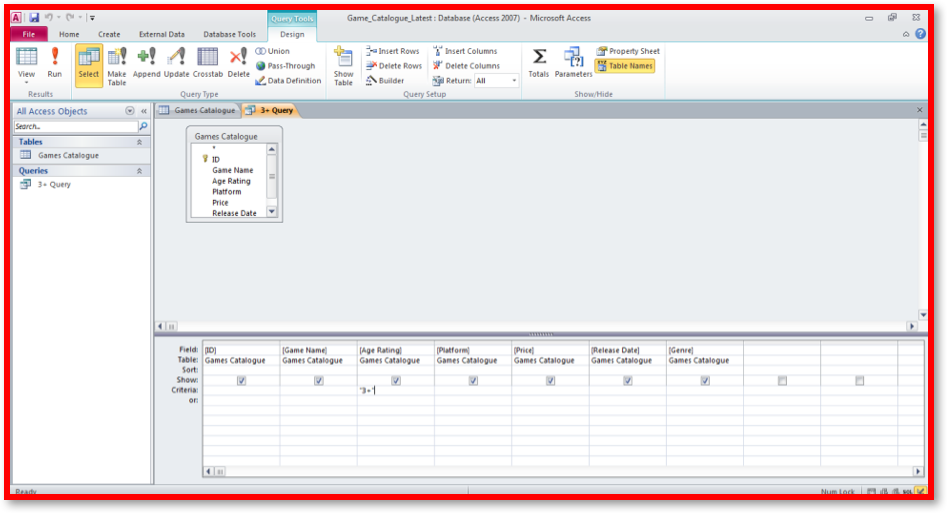 Query Tools
Game_Catalogue_Latest : Database (Access 2007) - Microsoft Access
File Home Create External Data Database Tools Design
View Run Select Make Table Append Update Crosstab Delete
Union
Pass-Through
Data Definition
Show Table
Insert Rows
Delete Rows
Builder
Insert Columns
Delete Columns
Return: All
Totals Parameters
Property Sheet
Table Names
Results Query Type Query Setup Show/Hide
All Access Objects
Search..
Tables
Games Catalogue
Queries
3+ Query
Games Catalogue 3+ Query
Games Catalogue
*
ID
Game Name
Age Rating
Platform
Price
Release Date
Field: [ID] [Game Name] [Age Rating] [Platform] [Price] [Release Date] [Genre]
Table: Games Catalogue Games Catalogue Games Catalogue Games Catalogue Games Catalogue Games Catalogue Games Catalogue
Sort:
Show:
Criteria: "3+"
or:
Ready Num Lock SQL